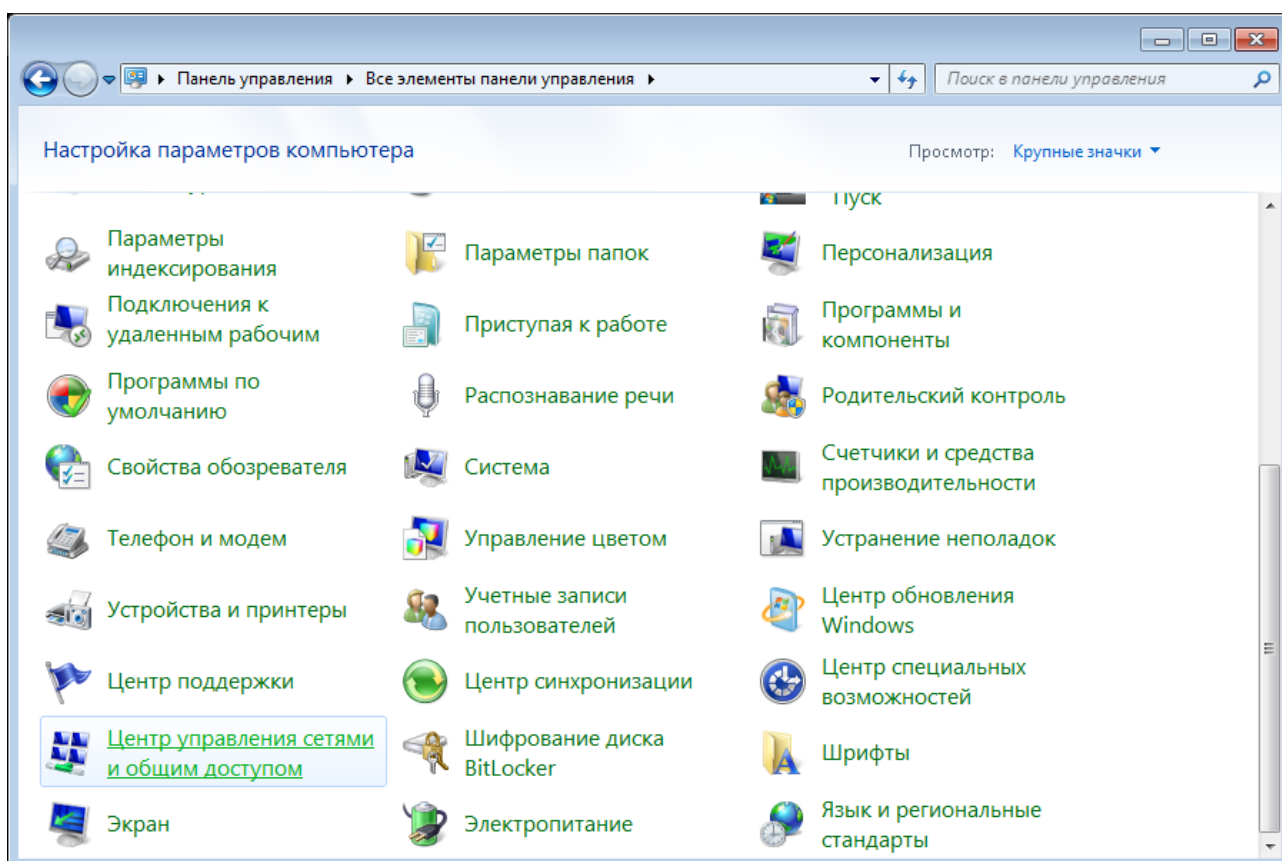 Панель управления Все элементы панели управления
Поиск в панели управления
Настройка параметров компьютера
Просмотр: Крупные значки
Пуск
Параметры
индексирования
Параметры папок
Персонализация
Подключения к
удаленным рабочим
Приступая к работе
Программы и
компоненты
Программы по
умолчанию
Распознавание речи
Родительский контроль
Свойства обозревателя
Система
Счетчики и средства
производительности
Телефон и модем
Управление цветом
Устранение неполадок
Устройства и принтеры
Учетные записи
пользователей
Центр обновления
Windows
Центр поддержки
Центр синхронизации
Центр специальных
возможностей
Центр управления сетями
и общим доступом
Шифрование диска
BitLocker
Шрифты
Экран
Электропитание
Язык и региональные
стандарты